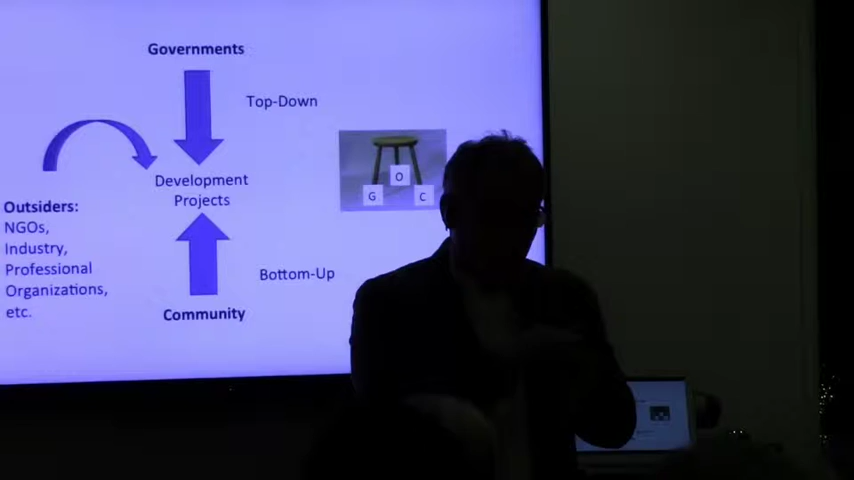 Governments
Top-Down
Development
Projects
O
G
C
Outsiders:
NGOs,
Industry,
Professional
Organizations,
etc.
Bottom-Up
Community